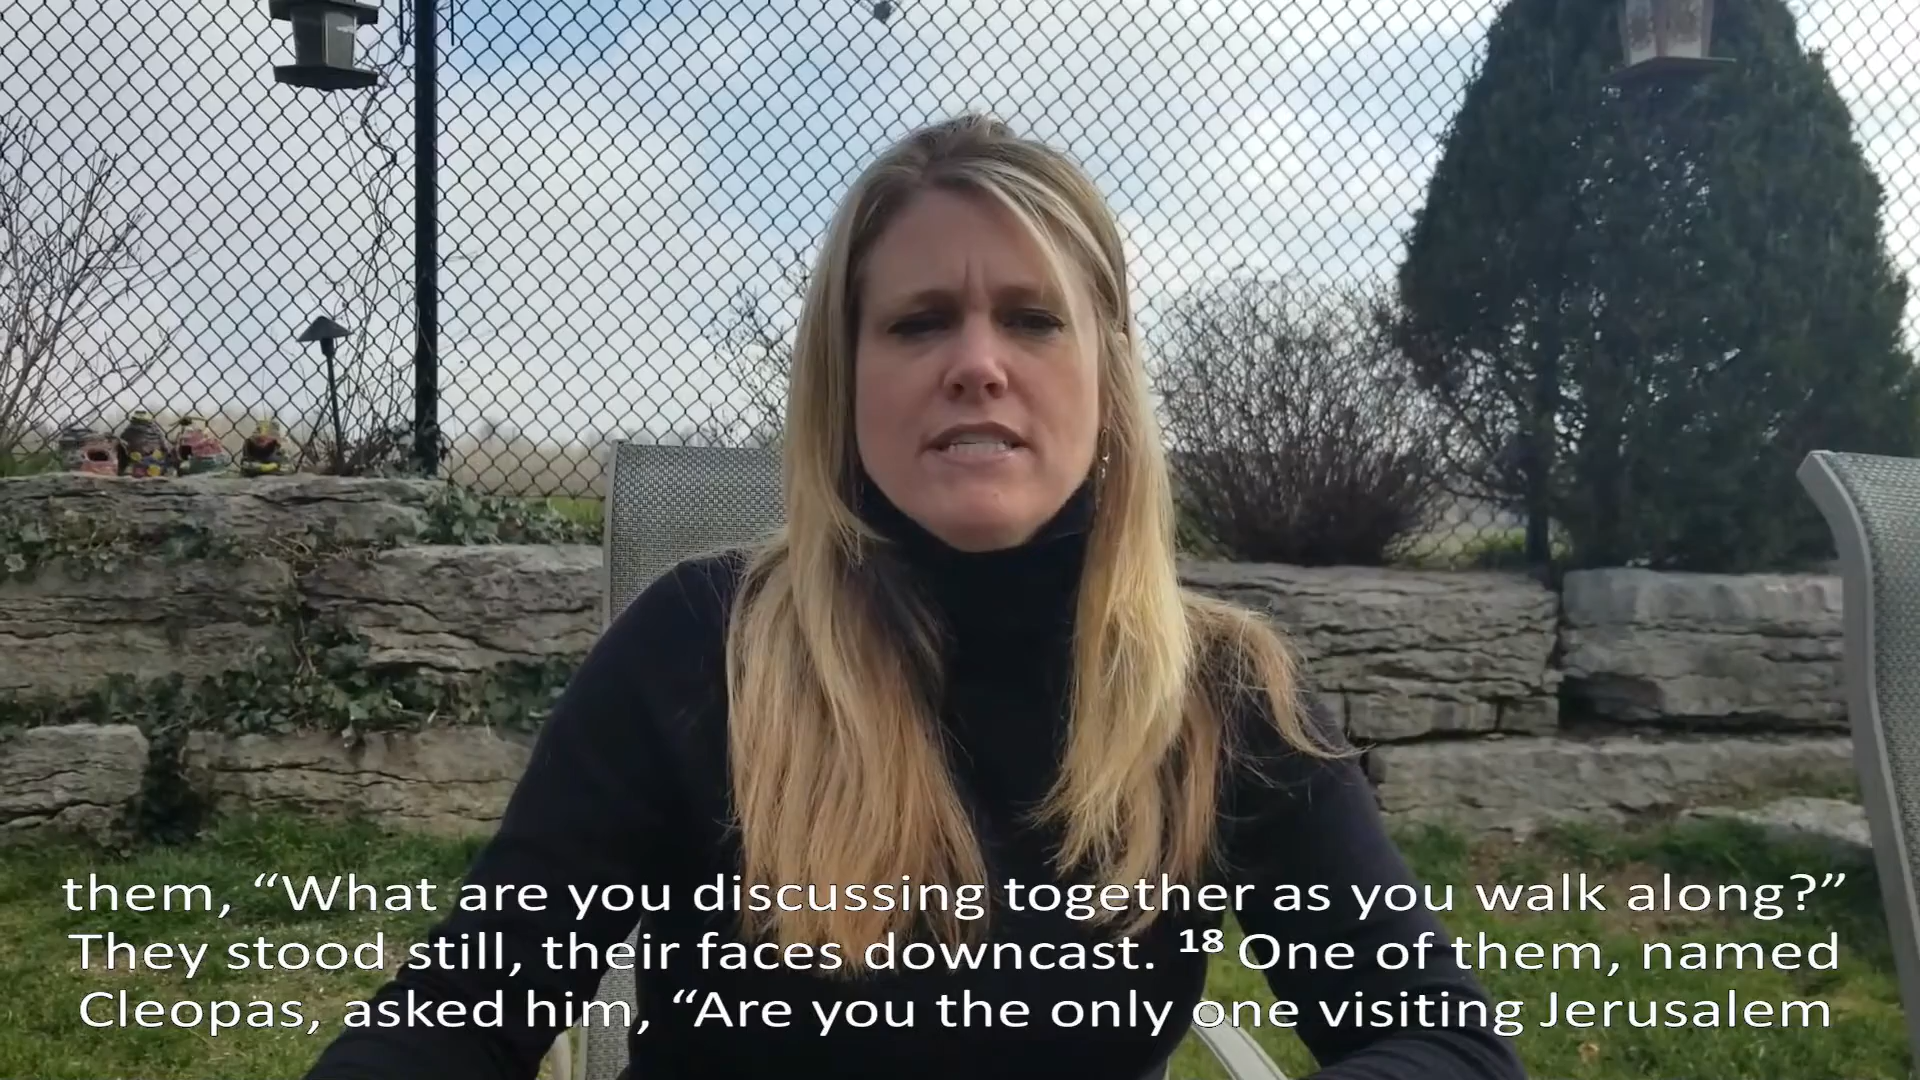 them, “What are you discussing together as you walk along?”
They stood still, their faces downcast. ¹⁸ One of them, named
Cleopas, asked him, “Are you the only one visiting Jerusalem